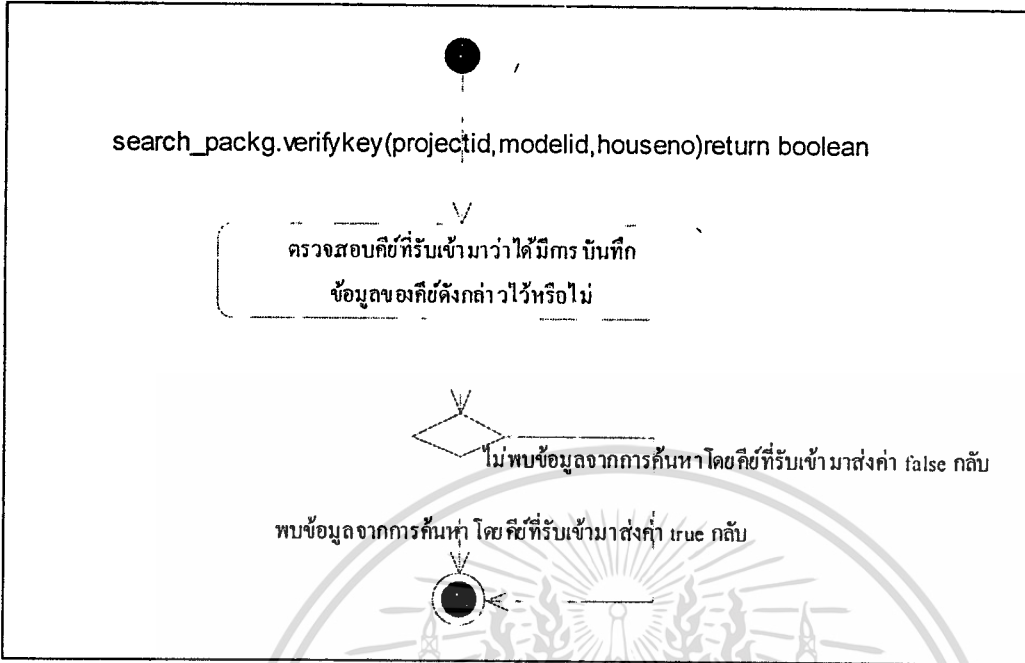 search_packg.verifykey(projectid,modelid,houseno)return boolean
ตรวจสอบคีย์ที่รับเข้ามาว่าได้มีการ บันทึก
ข้อมูลของคีย์ดังกล่าวไว้หรือไม่
ไม่พบข้อมูลจากการค้นหาโดยคีย์ที่รับเข้ามาส่งค่า false กลับ
พบข้อมูลจากการค้นหา โดยคีย์ที่รับเข้ามาส่งค่า true กลับ